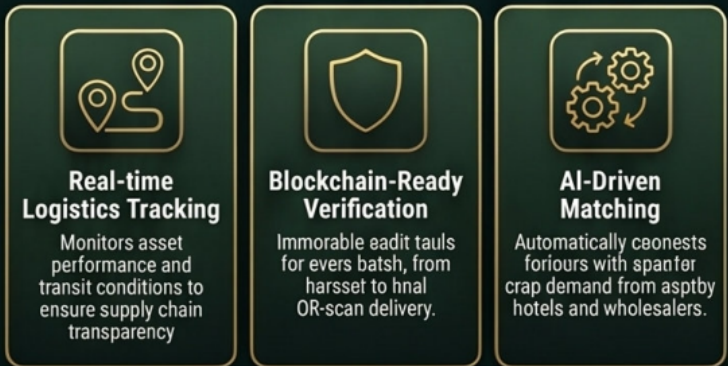 Real-time
Logistics Tracking
Monitors asset
performance and
transit conditions to
ensure supply chain
transparency
Blockchain-Ready
Verification
Immorable eadit tauls
for evers batsh, from
harsset to hnal
OR-scan delivery.
AI-Driven
Matching
Automatically ceonests
foriours with spanter
crap demand from asptby
hotels and wholesalers.